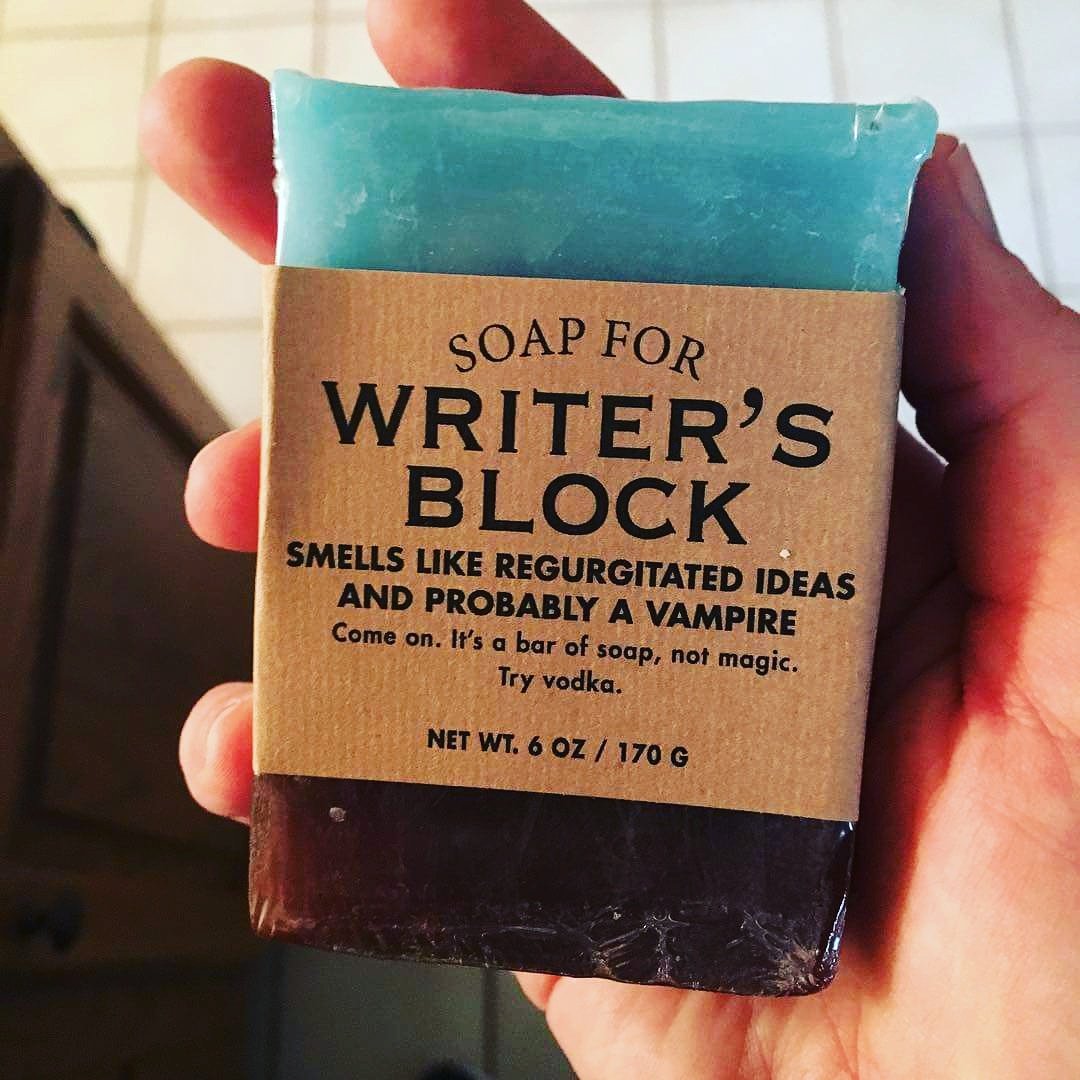 SOAP FOR
WRITER'S
BLOCK
SMELLS LIKE REGURGITATED IDEAS
AND PROBABLY A VAMPIRE
Come on. It's a bar of soap, not magic.
Try vodka.
NET WT. 6 OZ / 170 G